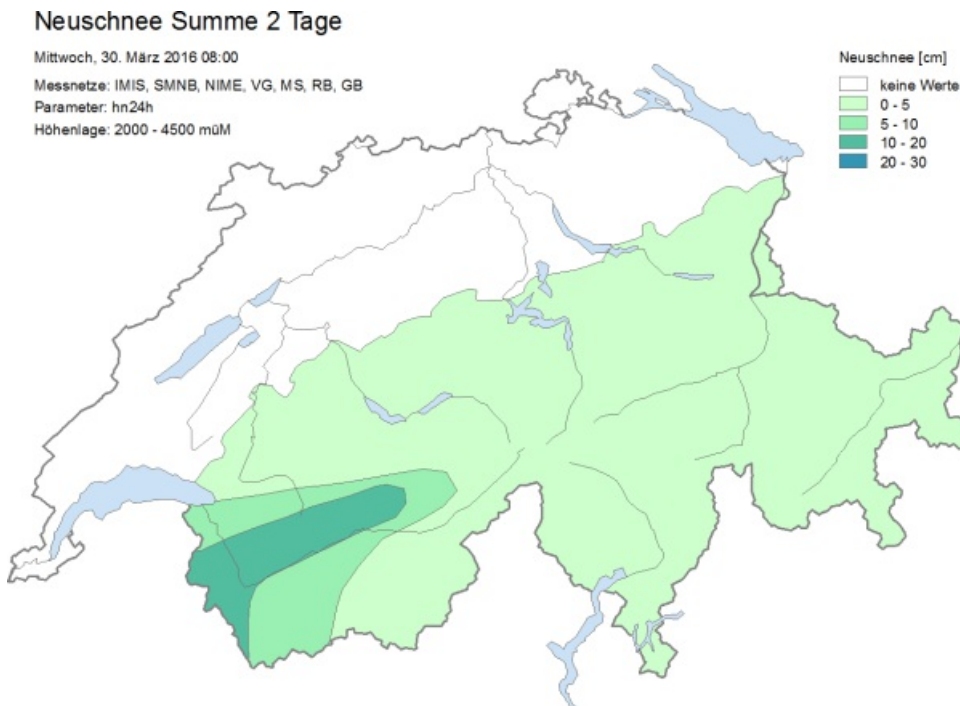 Neuschnee Summe 2 Tage
Mittwoch, 30. März 2016 08:00
Messnetze: IMIS, SMNB, NIME, VG, MS, RB, GB
Parameter: hn24h
Höhenlage: 2000 - 4500 müM
Neuschnee [cm]
keine Werte
0 - 5
5 - 10
10 - 20
20 - 30